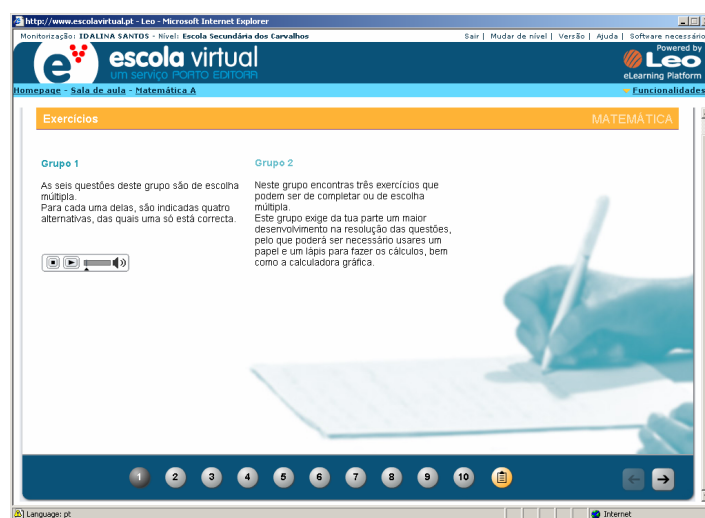 http://www.escolavirtual.pt - Leo - Microsoft Internet Explorer
Monitorização: IDALINA SANTOS - Nível: Escola Secundária dos Carvalhos
Sair | Mudar de nível | Versão | Ajuda | Software necessário
e
escola virtual
um serviço PORTO EDITORA
Powered by
Leo
eLearning Platform
Homepage - Sala de aula - Matemática A
Funcionalidades
Exercícios
MATEMÁTICA
Grupo 1
As seis questões deste grupo são de escolha
múltipla.
Para cada uma delas, são indicadas quatro
alternativas, das quais uma só está correcta.
Grupo 2
Neste grupo encontras três exercícios que
podem ser de completar ou de escolha
múltipla.
Este grupo exige da tua parte um maior
desenvolvimento na resolução das questões,
pelo que poderá ser necessário usares um
papel e um lápis para fazer os cálculos, bem
como a calculadora gráfica.
1 2 3 4 5 6 7 8 9 10
Language: pt
Internet